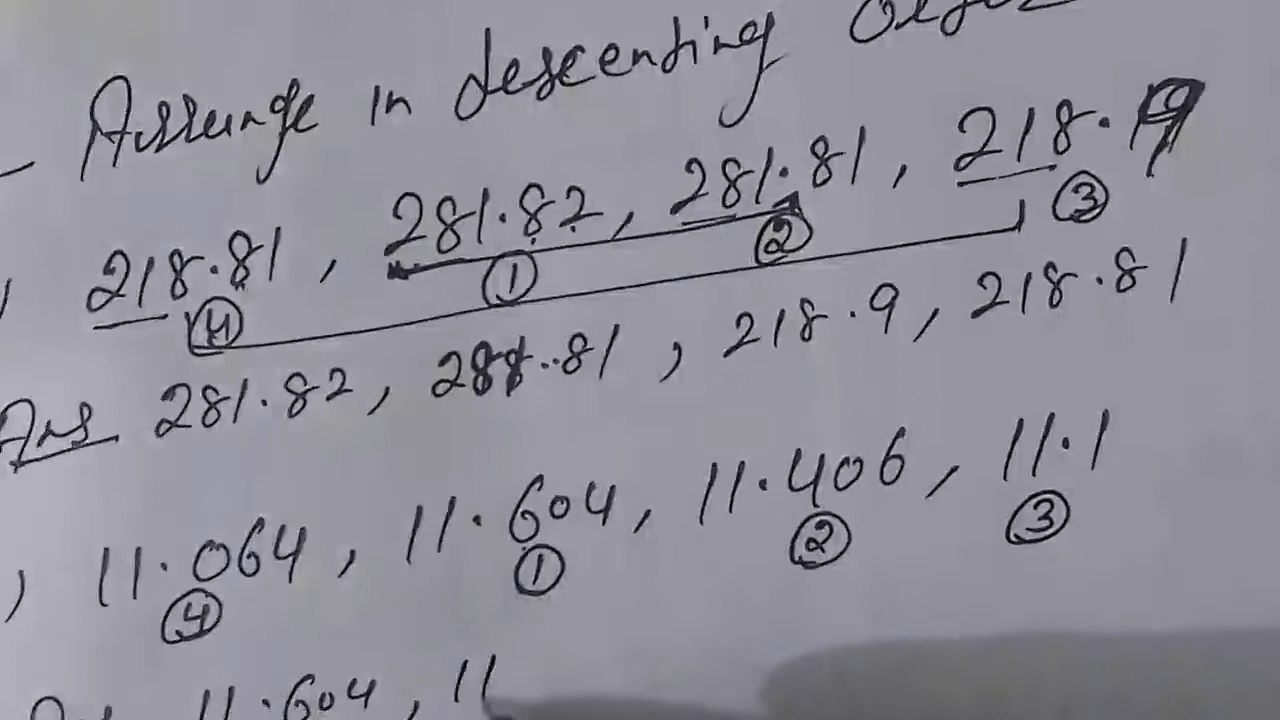 - Arrange in descending
218.81, 281.82, 281.81, 218.9
④ ① ② ③
Ans 281.82, 281.81, 218.9, 218.81
) 11.064, 11.604, 11.406, 11.1
④ ① ② ③
11.604, 11